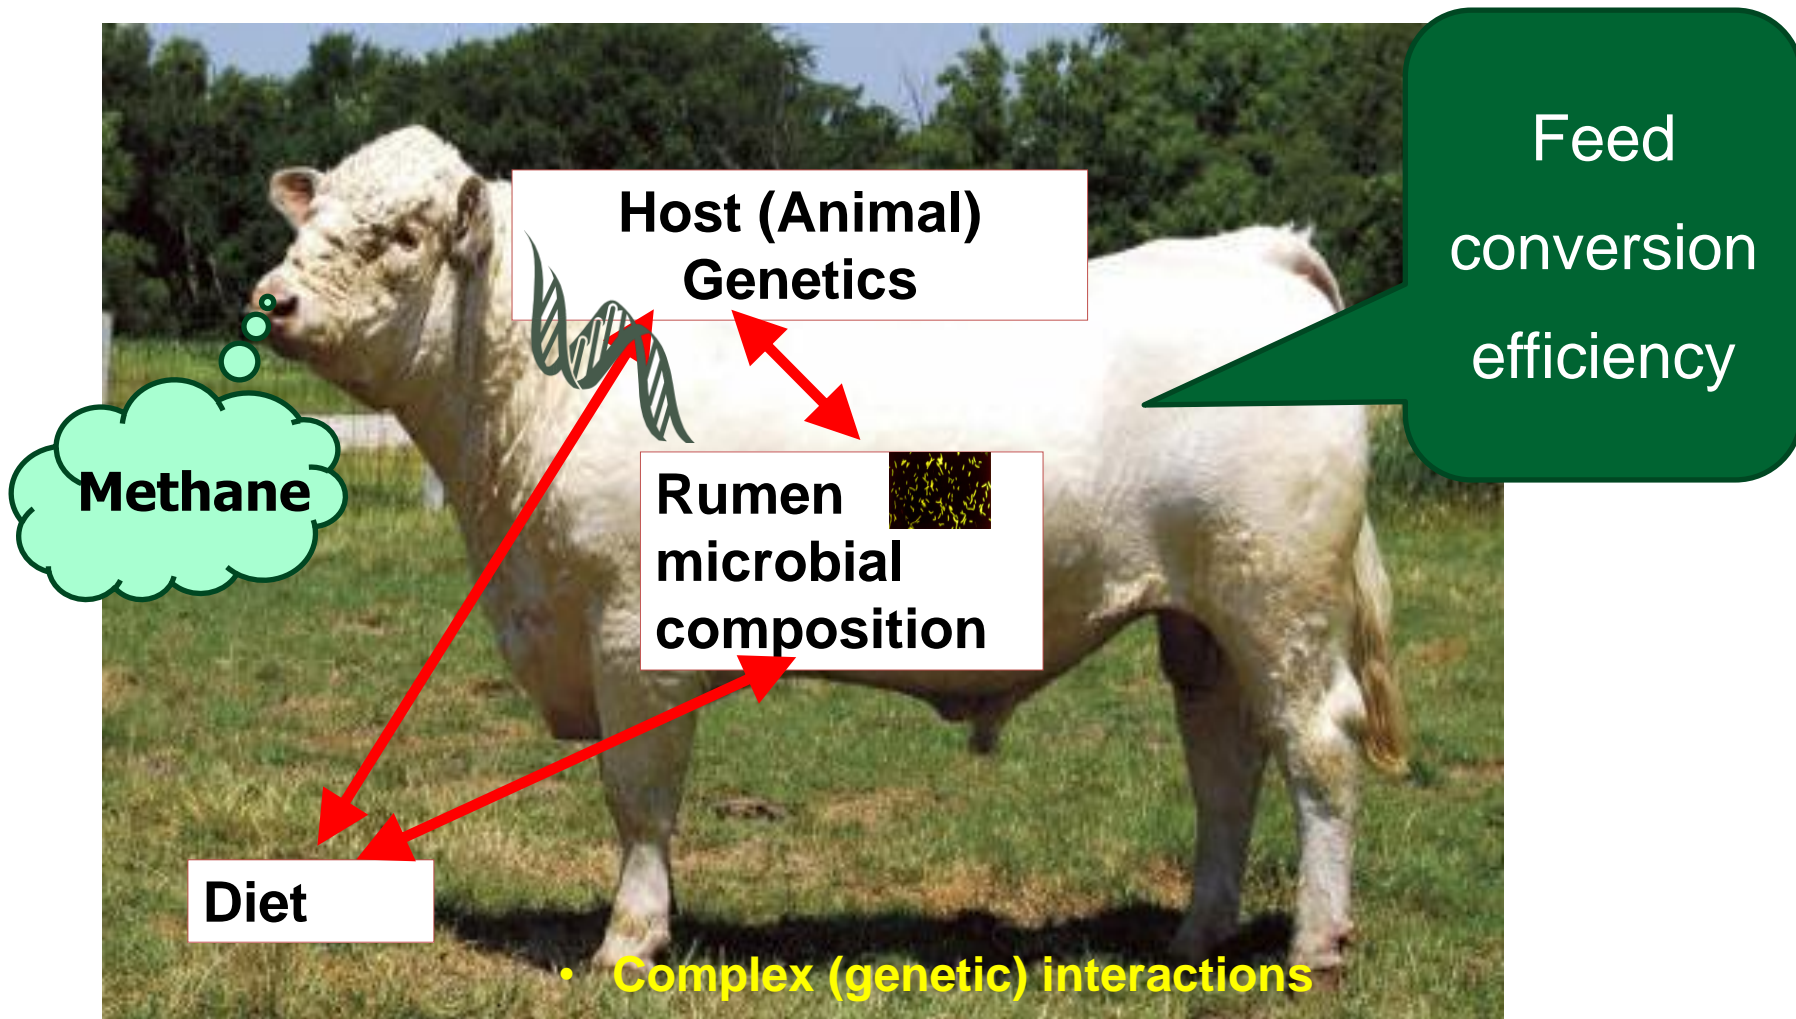 Feed
conversion
efficiency
Host (Animal)
Genetics
Methane
Rumen
microbial
composition
Diet
• Complex (genetic) interactions